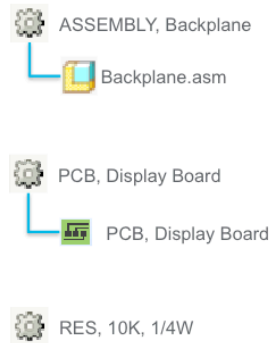 ASSEMBLY, Backplane
Backplane.asm
PCB, Display Board
PCB, Display Board
RES, 10K, 1/4W